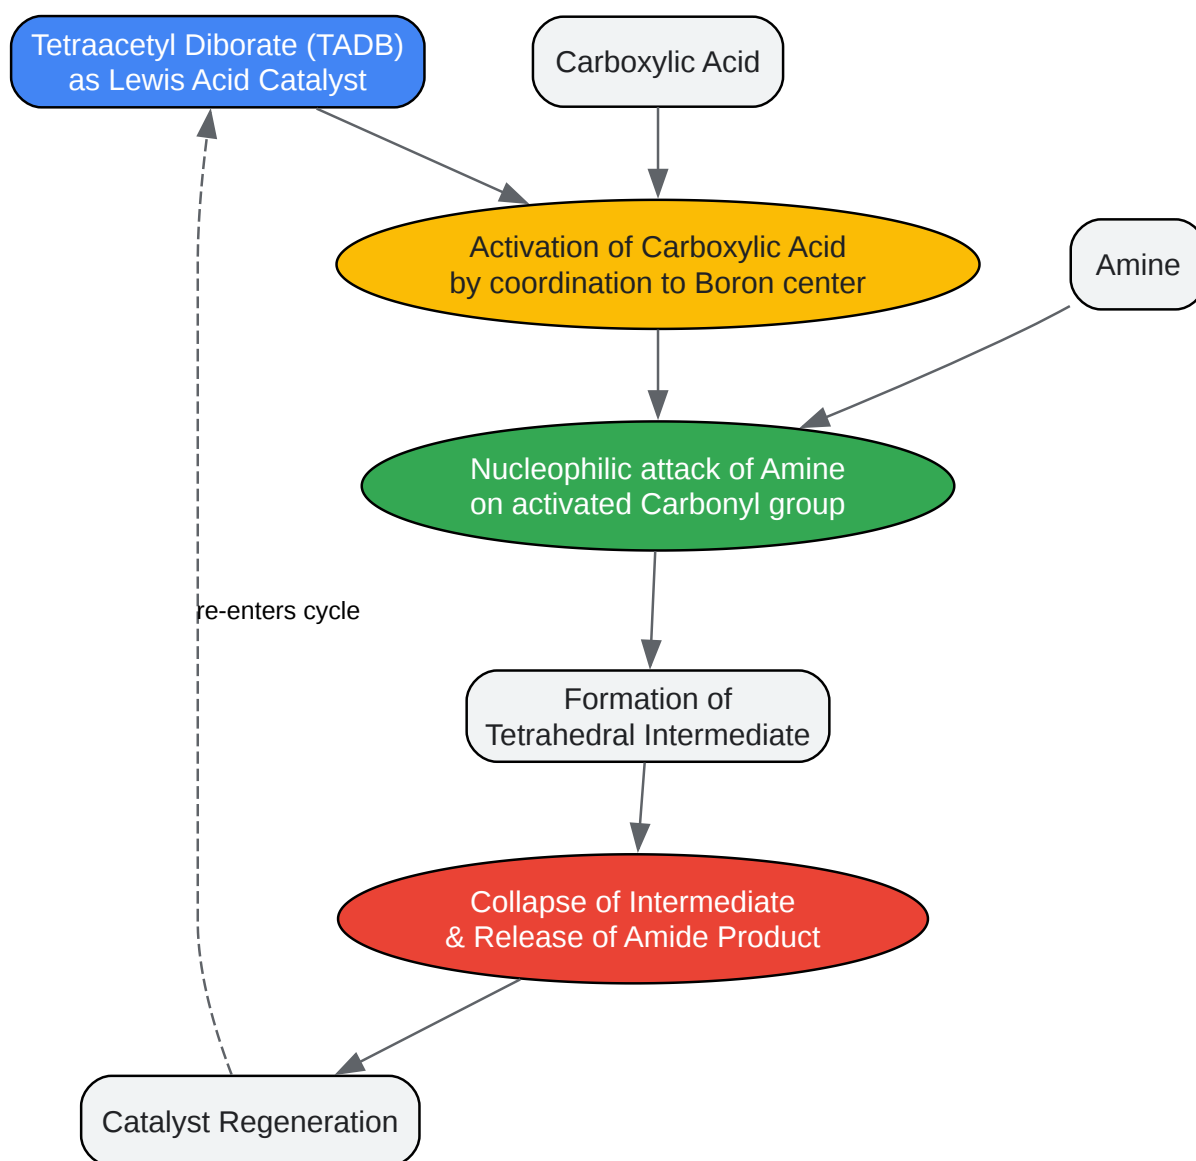 Tetraacetyl Diborate (TADB)
as Lewis Acid Catalyst
Carboxylic Acid
Activation of Carboxylic Acid
by coordination to Boron center
Amine
Nucleophilic attack of Amine
on activated Carbonyl group
re-enters cycle
Formation of
Tetrahedral Intermediate
Collapse of Intermediate
& Release of Amide Product
Catalyst Regeneration